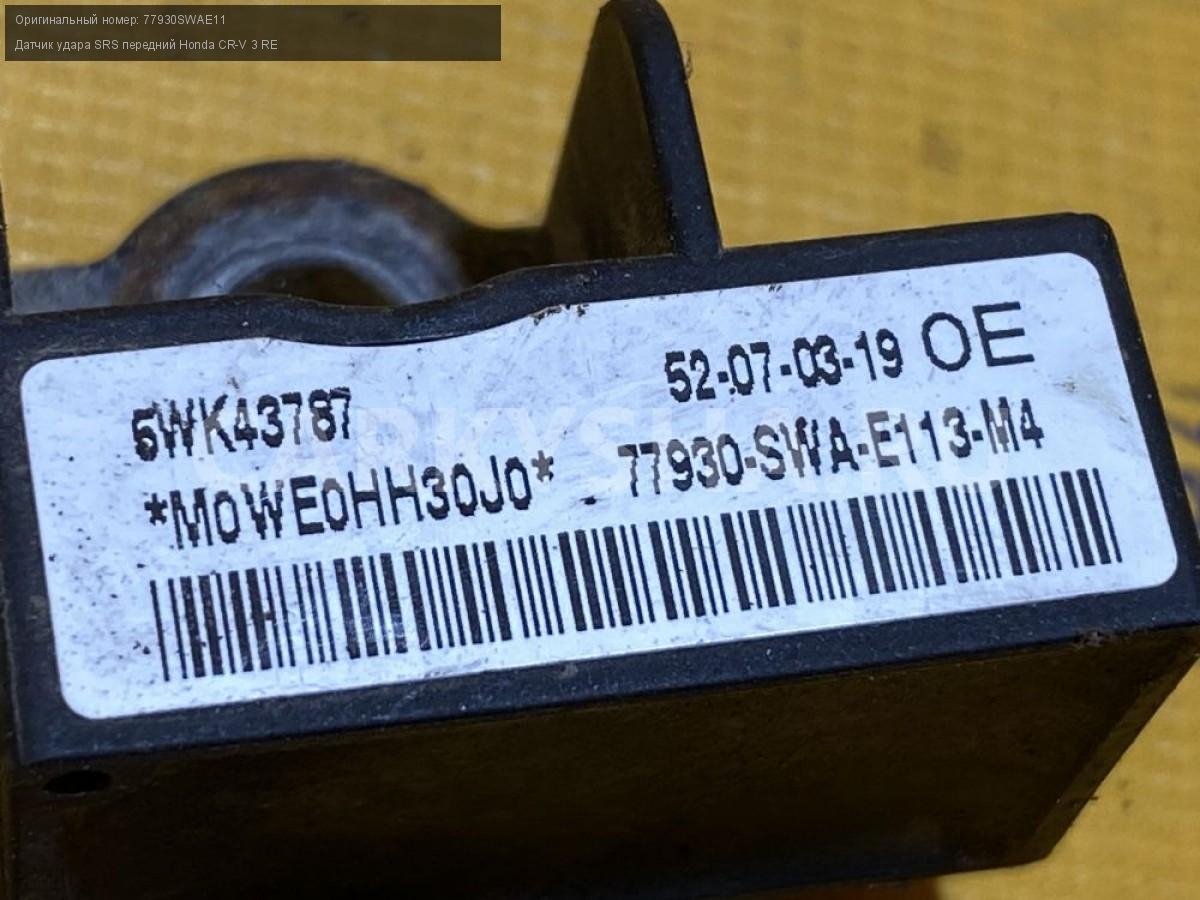 Оригинальный номер: 77930SWAE11
Датчик удара SRS передний Honda CR-V 3 RE
52-07-03-19 OE
5WK43787
77930-SWA-E113-M4
*M0WE0HH30J0*